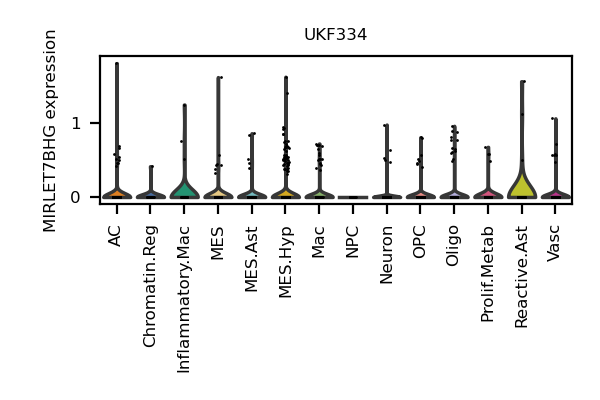 UKF334
MIRLET7BHG expression
1
0
AC
Chromatin.Reg
Inflammatory.Mac
MES
MES.Ast
MES.Hyp
Mac
NPC
Neuron
OPC
Oligo
Prolif.Metab
Reactive.Ast
Vasc